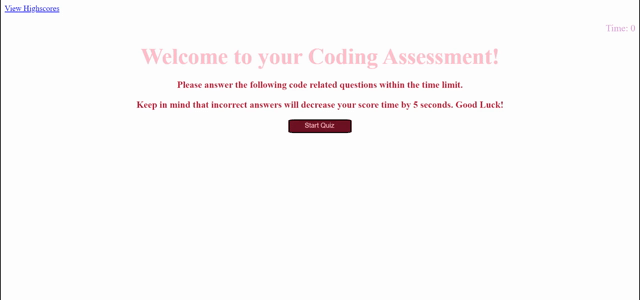 View Highscores
Time: 0
Welcome to your Coding Assessment!
Please answer the following code related questions within the time limit.
Keep in mind that incorrect answers will decrease your score time by 5 seconds. Good Luck!
Start Quiz